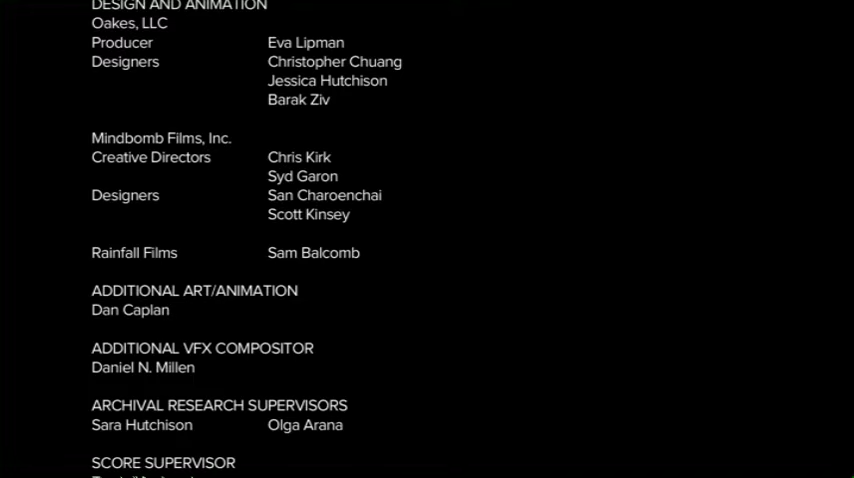 DESIGN AND ANIMATION
Oakes, LLC
Producer Eva Lipman
Designers Christopher Chuang
Jessica Hutchison
Barak Ziv
Mindbomb Films, Inc.
Creative Directors Chris Kirk
Syd Garon
Designers San Charoenchai
Scott Kinsey
Rainfall Films Sam Balcomb
ADDITIONAL ART/ANIMATION
Dan Caplan
ADDITIONAL VFX COMPOSITOR
Daniel N. Millen
ARCHIVAL RESEARCH SUPERVISORS
Sara Hutchison Olga Arana
SCORE SUPERVISOR